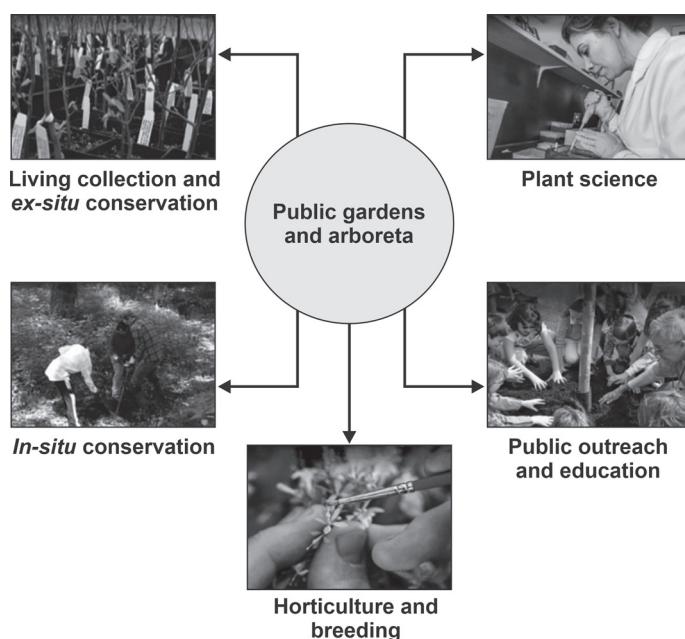 Living collection and
ex-situ conservation
Plant science
Public gardens
and arboreta
In-situ conservation
Public outreach
and education
Horticulture and
breeding